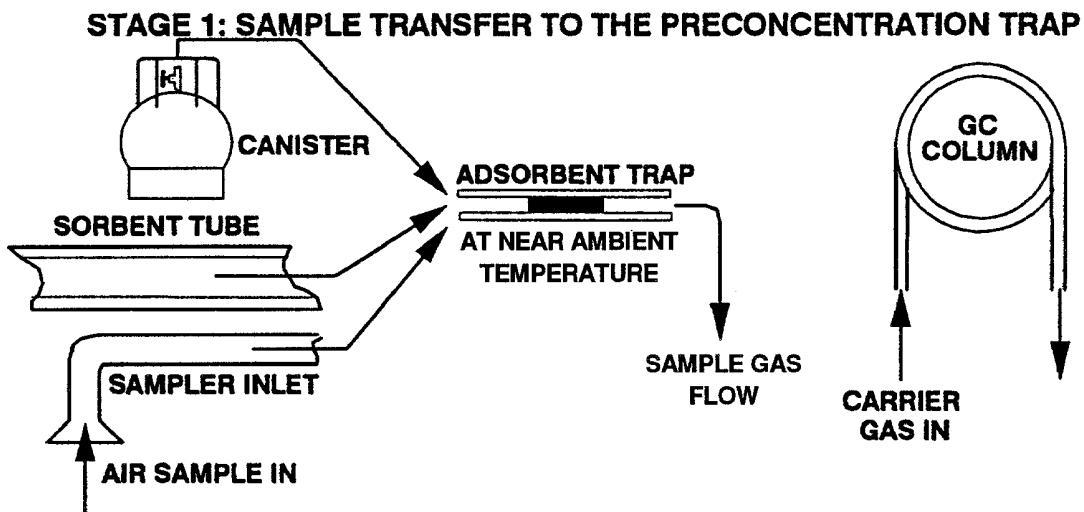 STAGE 1: SAMPLE TRANSFER TO THE PRECONCENTRATION TRAP
CANISTER
SORBENT TUBE
SAMPLER INLET
AIR SAMPLE IN
ADSORBENT TRAP
AT NEAR AMBIENT
TEMPERATURE
SAMPLE GAS
FLOW
GC
COLUMN
CARRIER
GAS IN